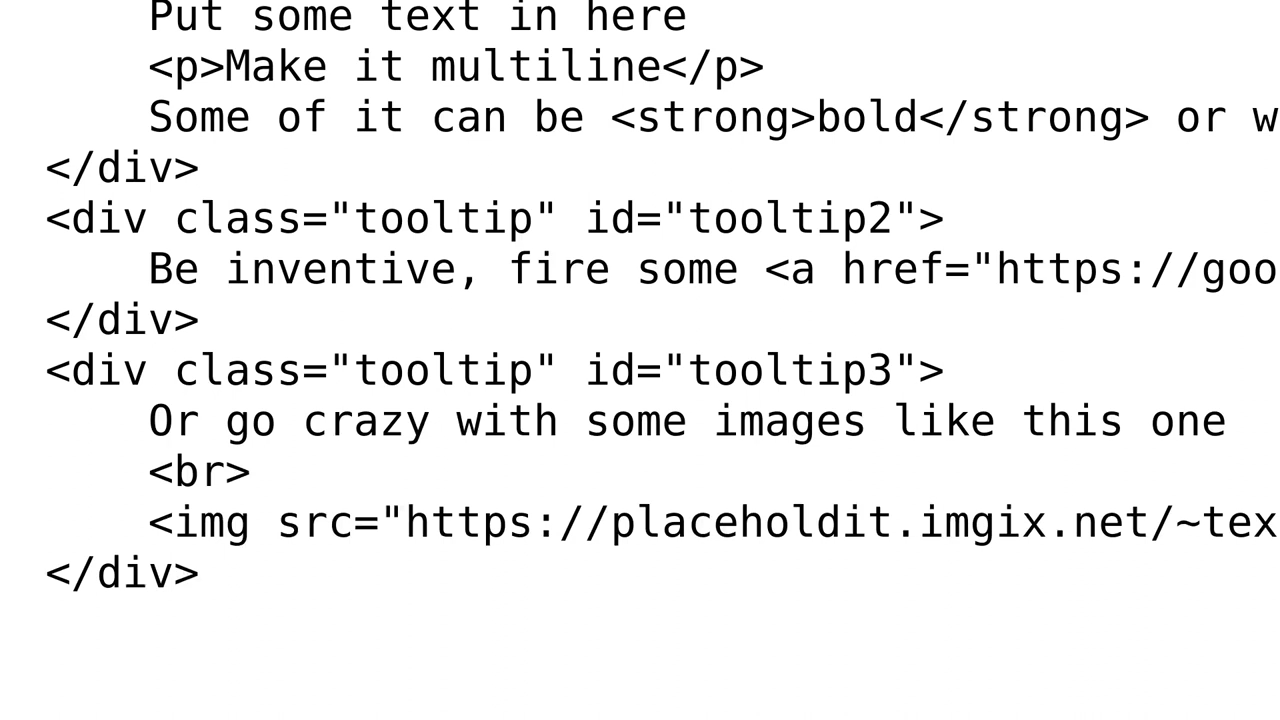 Put some text in here
<p>Make it multiline</p>
Some of it can be <strong>bold</strong> or w
</div>
<div class="tooltip" id="tooltip2">
Be inventive, fire some <a href="https://goo
</div>
<div class="tooltip" id="tooltip3">
Or go crazy with some images like this one
<br>
<img src="https://placeholdit.imgix.net/~tex
</div>